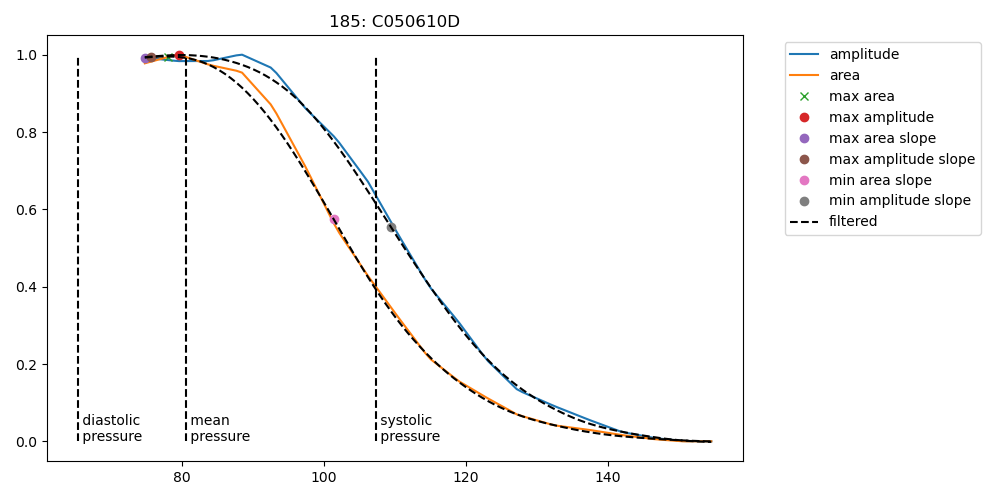 185: C050610D
1.0
0.8
0.6
0.4
0.2
0.0
diastolic
pressure
mean
pressure
systolic
pressure
80
100
120
140
amplitude
area
max area
max amplitude
max area slope
max amplitude slope
min area slope
min amplitude slope
filtered